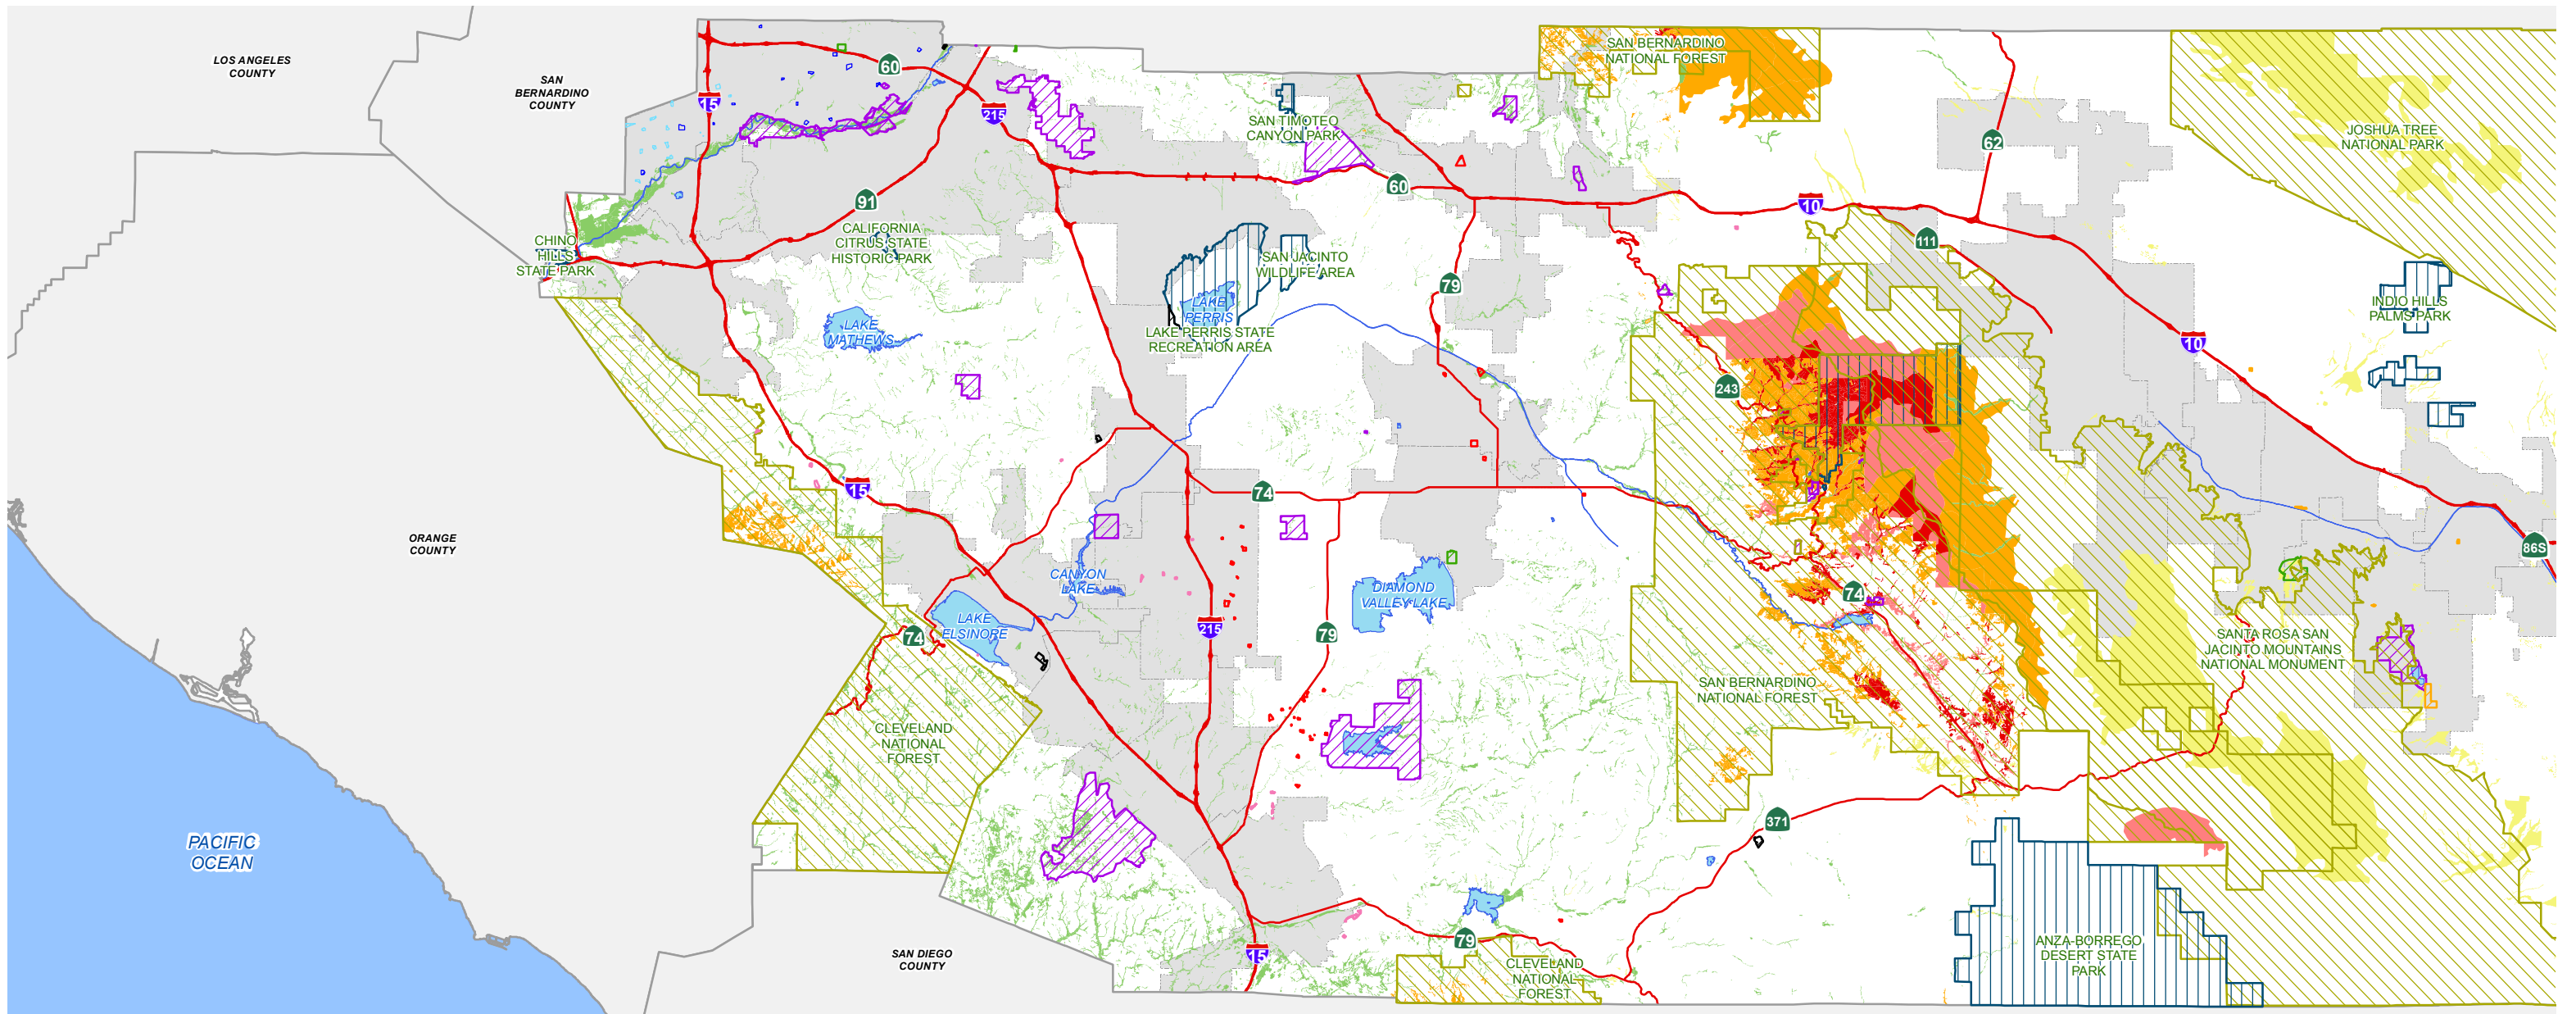 LOS ANGELES
COUNTY
SAN
BERNARDINO
COUNTY
60
15
215
SAN BERNARDINO
NATIONAL FOREST
SAN TIMOTEO
CANYON PARK
62
JOSHUA TREE
NATIONAL PARK
91
60
10
CHINO
HILLS
STATE PARK
CALIFORNIA
CITRUS STATE
HISTORIC PARK
SAN JACINTO
WILDLIFE AREA
79
111
LAKE
PERRIS
LAKE PERRIS STATE
RECREATION AREA
LAKE
MATHEWS
INDIO HILLS
PALMS PARK
10
243
15
74
ORANGE
COUNTY
86S
CANYON
LAKE
DIAMOND
VALLEY LAKE
74
LAKE
ELSINORE
74
215
79
SANTA ROSA SAN
JACINTO MOUNTAINS
NATIONAL MONUMENT
SAN BERNARDINO
NATIONAL FOREST
CLEVELAND
NATIONAL
FOREST
371
PACIFIC
OCEAN
SAN DIEGO
COUNTY
15
79
CLEVELAND
NATIONAL
FOREST
ANZA-BORREGO
DESERT STATE
PARK